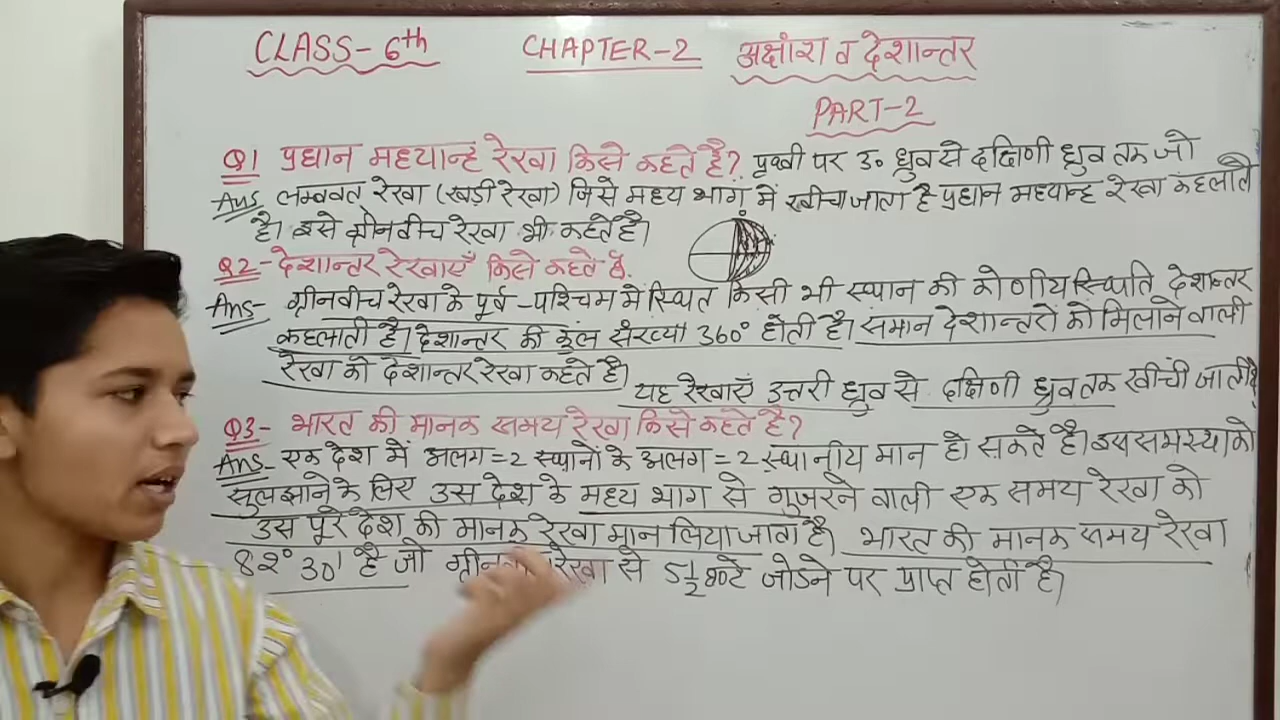 CLASS-6th CHAPTER-2 अक्षांश व देशान्तर
PART-2
Q1 प्रधान मध्यान्ह रेखा किसे कहते है? पृथ्वी पर उ० ध्रुव से दक्षिणी ध्रुव तक जो
Ans लम्बवत रेखा (खडी रेखा) जिसे मध्य भाग में खीचा जाता है प्रधान मध्यान्ह रेखा कहलाती
है। इसे ग्रीनवीच रेखा भी कहते है।
Q2- देशान्तर रेखाएँ किसे कहते है.
Ans- ग्रीनवीच रेखा के पूर्व-पश्चिम में स्थित किसी भी स्थान की कोणीय स्थिति देशान्तर
कहलाती है। देशान्तर की कुल संख्या 360° होती है। समान देशान्तरो को मिलाने वाली
रेखा को देशान्तर रेखा कहते है।
यह रेखाएँ उत्तरी ध्रुव से दक्षिणी ध्रुव तक खींची जाती है
Q3- भारत की मानक समय रेखा किसे कहते है?
Ans- एक देश में अलग=2 स्थानों के अलग=2 स्थानीय मान हो सकते है। इस समस्या को
सुलझाने के लिए उस देश के मध्य भाग से गुजरने वाली एक समय रेखा को
उस पूरे देश की मानक रेखा मान लिया जाता है। भारत की मानक समय रेखा
8२° 30' है जो रेखा से 5½ घण्टे जोडने पर प्राप्त होती है।